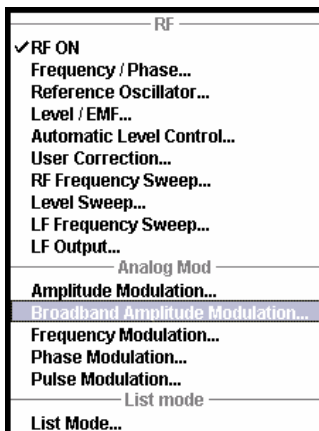 RF
RF ON
Frequency / Phase...
Reference Oscillator...
Level / EMF...
Automatic Level Control...
User Correction...
RF Frequency Sweep...
Level Sweep...
LF Frequency Sweep...
LF Output...
Analog Mod
Amplitude Modulation...
Broadband Amplitude Modulation...
Frequency Modulation...
Phase Modulation...
Pulse Modulation...
List mode
List Mode...